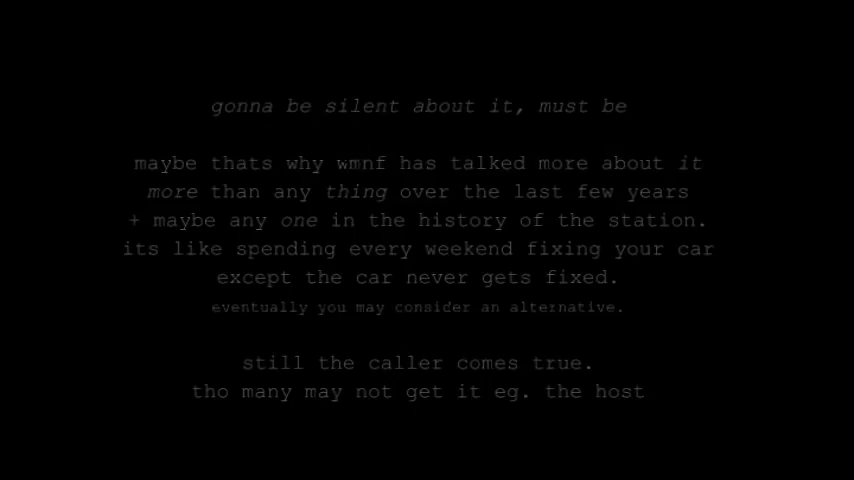 gonna be silent about it, must be
maybe thats why wmnf has talked more about it
more than any thing over the last few years
+ maybe any one in the history of the station.
its like spending every weekend fixing your car
except the car never gets fixed.
eventually you may consider an alternative.
still the caller comes true.
tho many may not get it eg. the host